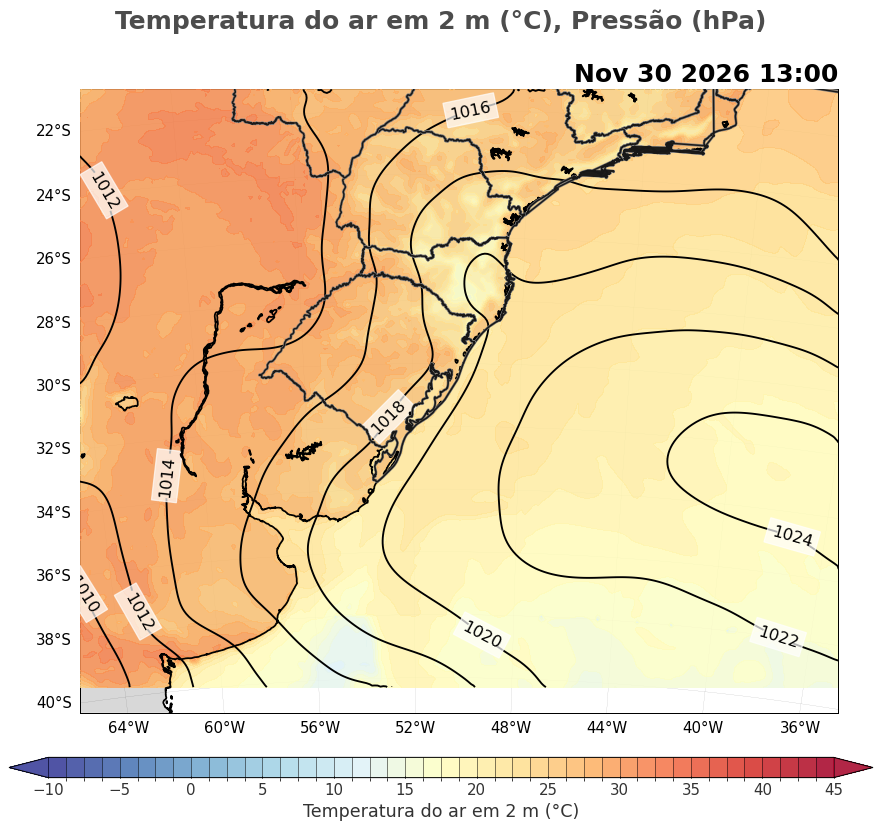 Temperatura do ar em 2 m (°C), Pressão (hPa)
Nov 30 2026 13:00
22°S
24°S
26°S
28°S
30°S
32°S
34°S
36°S
38°S
40°S
1016
1012
1018
1014
1024
1010
1012
1020
1022
64°W 60°W 56°W 52°W 48°W 44°W 40°W 36°W
−10 −5 0 5 10 15 20 25 30 35 40 45
Temperatura do ar em 2 m (°C)